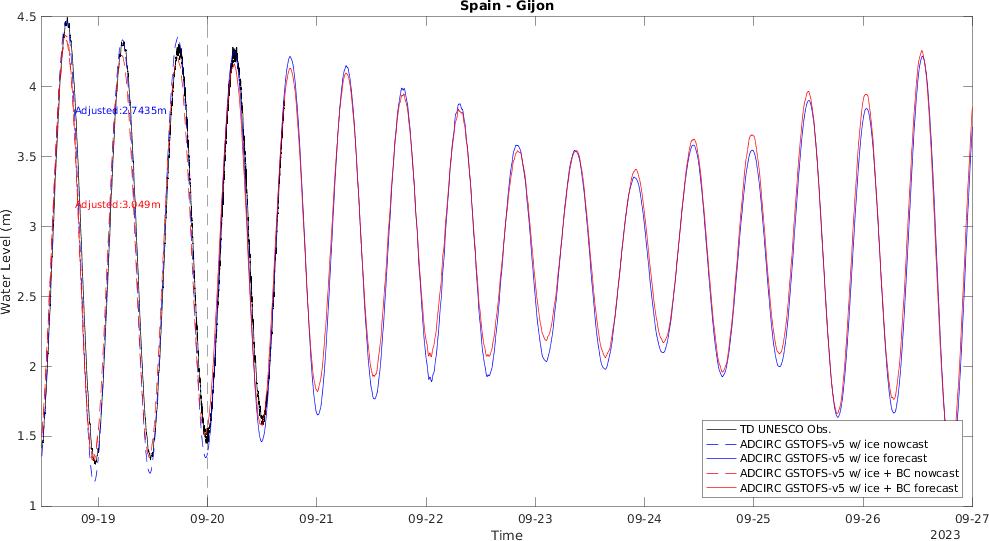 Spain - Gijon
4.5
4
3.5
3
2.5
2
1.5
1
Water Level (m)
Adjusted:2.7435m
Adjusted:3.049m
TD UNESCO Obs.
ADCIRC GSTOFS-v5 w/ ice nowcast
ADCIRC GSTOFS-v5 w/ ice forecast
ADCIRC GSTOFS-v5 w/ ice + BC nowcast
ADCIRC GSTOFS-v5 w/ ice + BC forecast
09-19 09-20 09-21 09-22 09-23 09-24 09-25 09-26 09-27
Time
2023